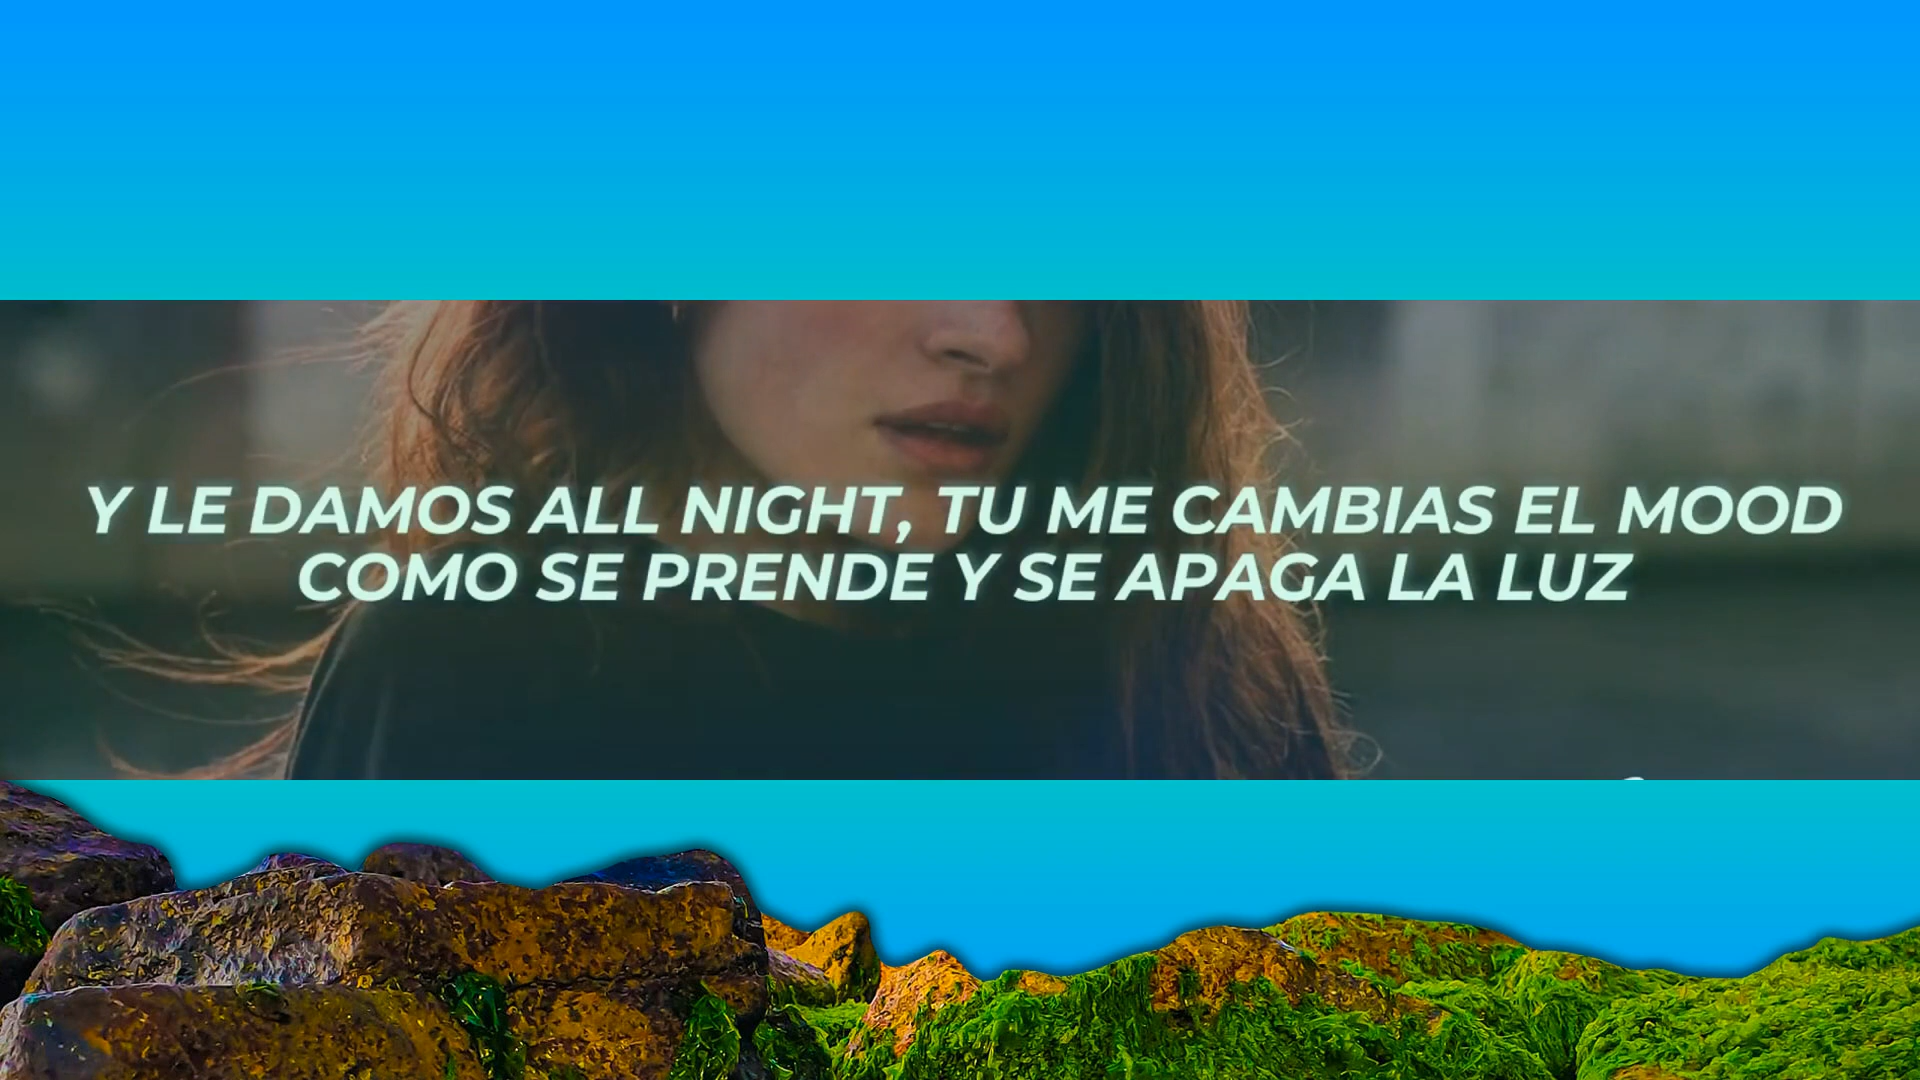 Y LE DAMOS ALL NIGHT, TU ME CAMBIAS EL MOOD
COMO SE PRENDE Y SE APAGA LA LUZ